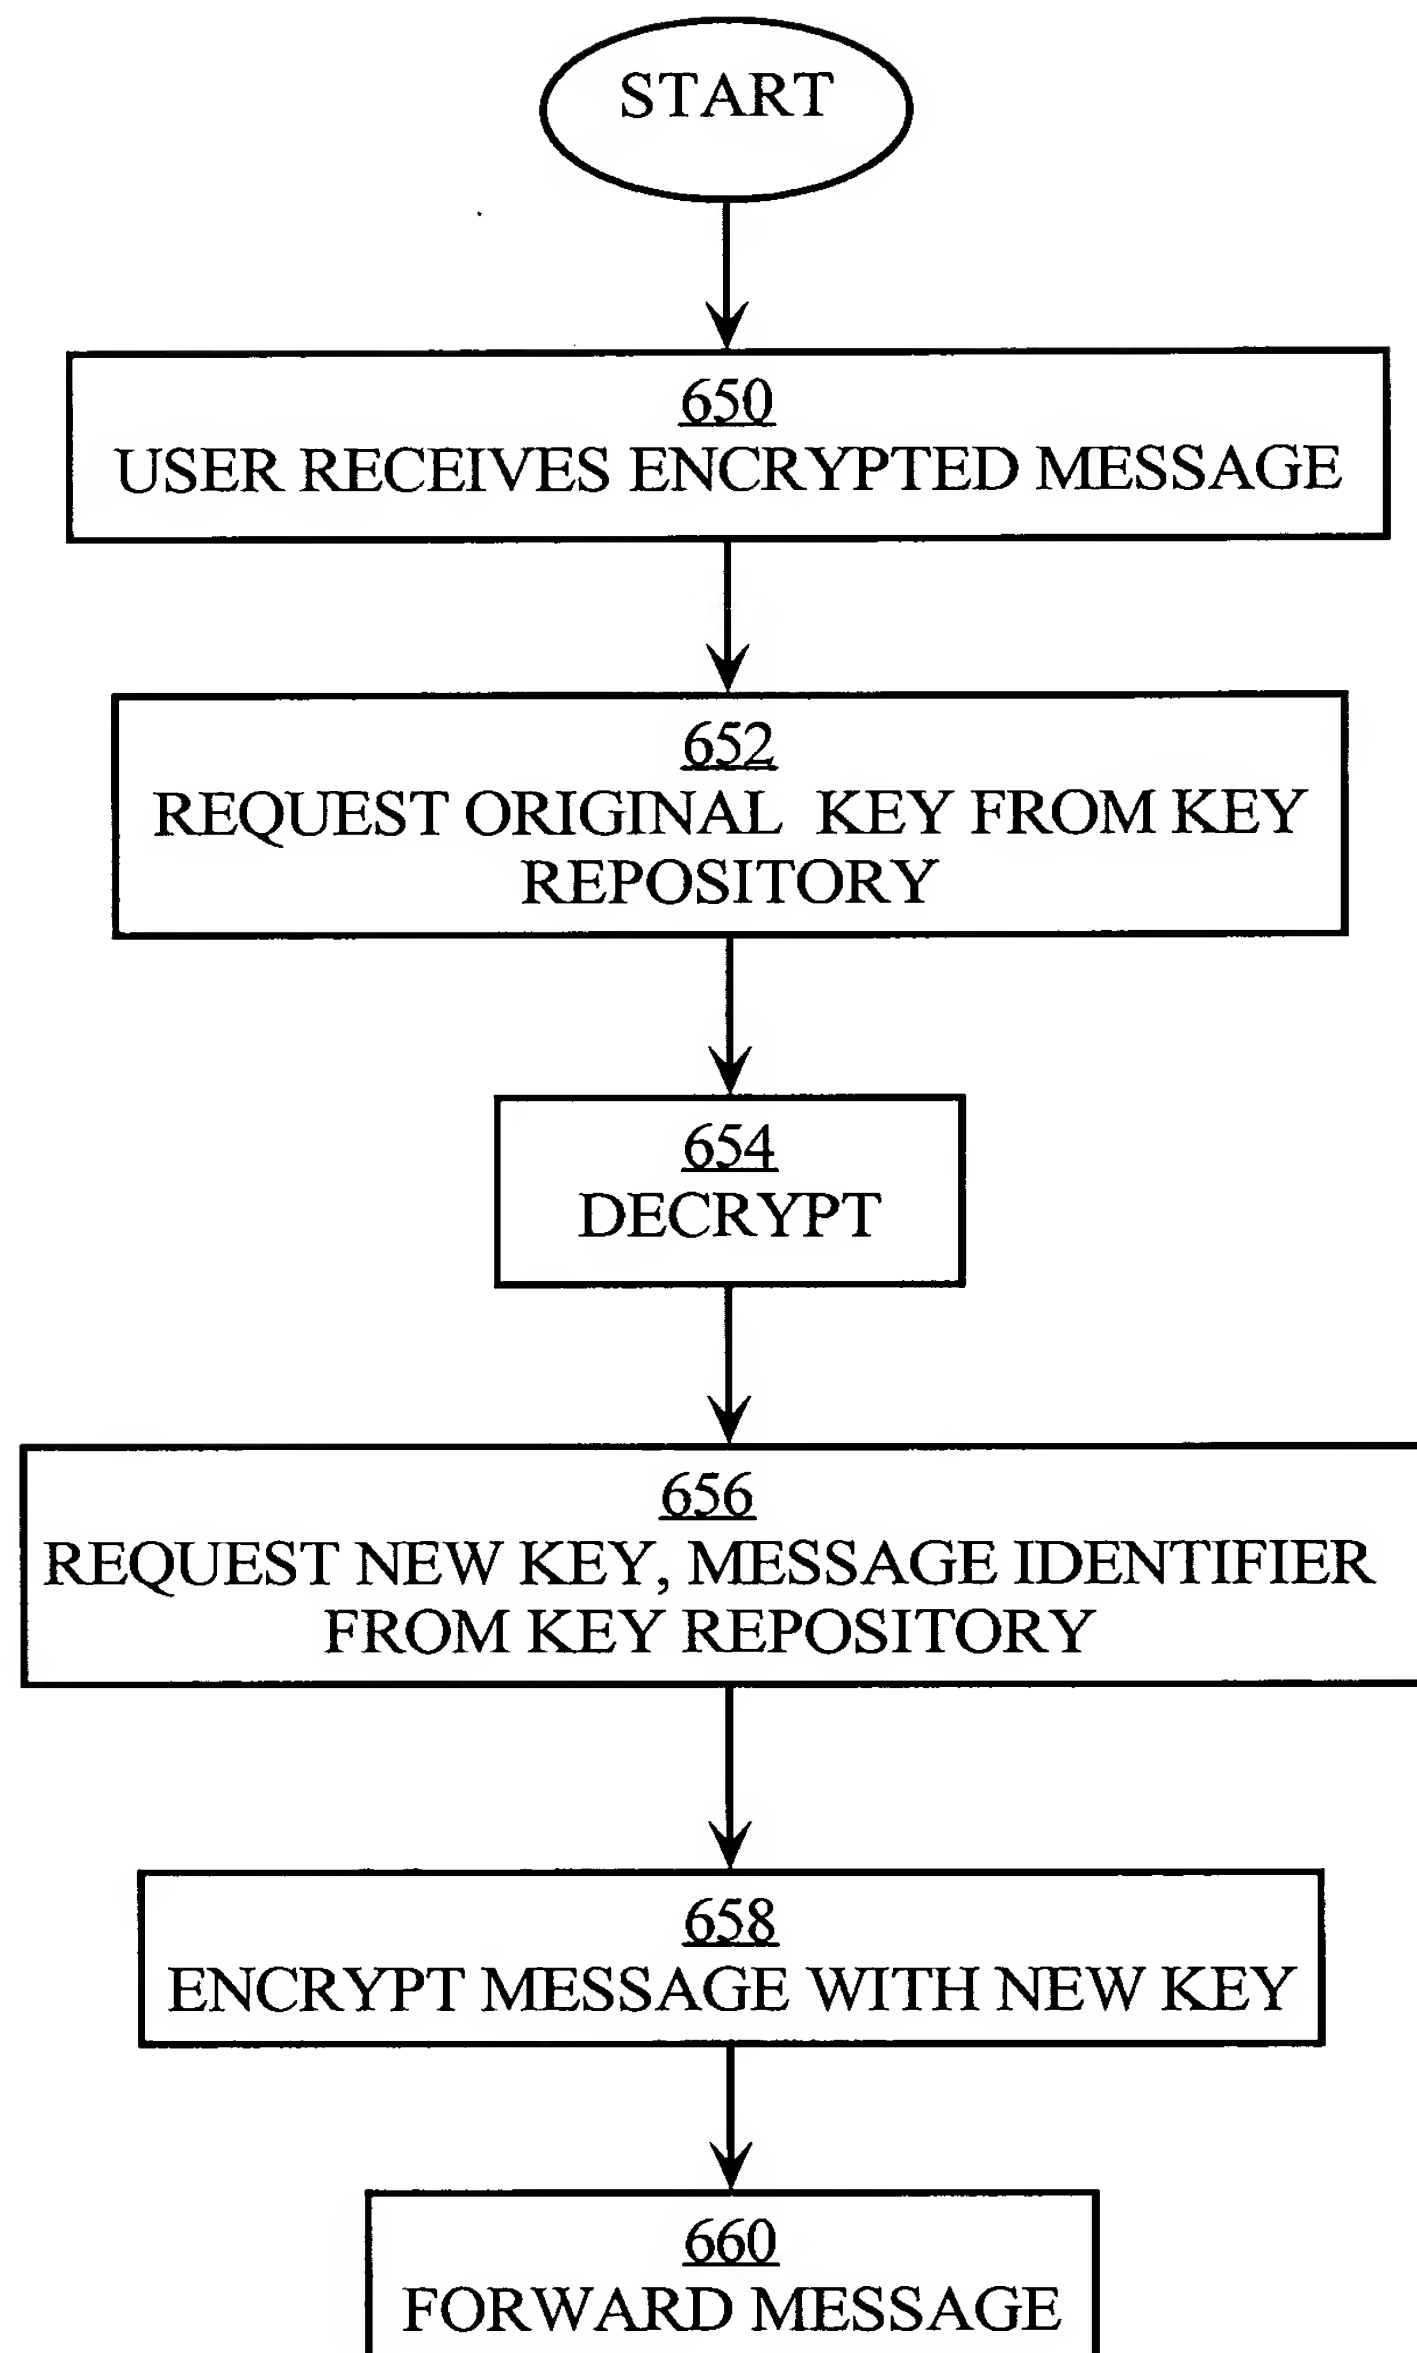 START
650
USER RECEIVES ENCRYPTED MESSAGE
652
REQUEST ORIGINAL KEY FROM KEY
REPOSITORY
654
DECRYPT
656
REQUEST NEW KEY, MESSAGE IDENTIFIER
FROM KEY REPOSITORY
658
ENCRYPT MESSAGE WITH NEW KEY
660
FORWARD MESSAGE